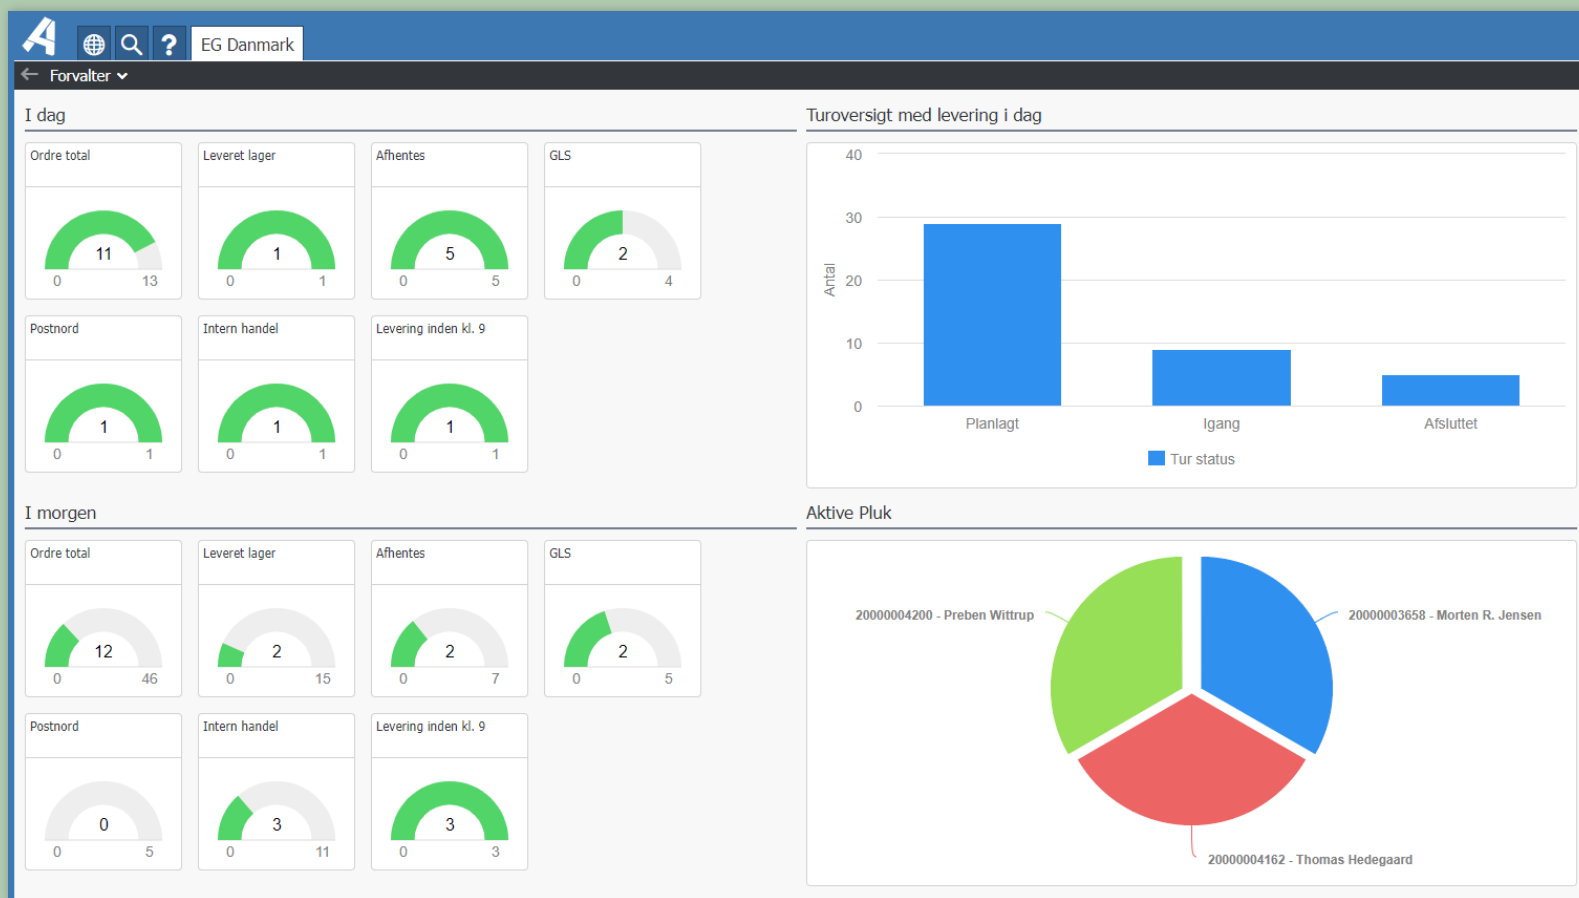 EG Danmark
Forvalter
I dag
Ordre total
11
0 13
Leveret lager
1
0 1
Afhentes
5
0 5
GLS
2
0 4
Postnord
1
0 1
Intern handel
1
0 1
Levering inden kl. 9
1
0 1
Turoversigt med levering i dag
40
30
20
10
0
Antal
Planlagt Igang Afsluttet
Tur status
I morgen
Ordre total
12
0 46
Leveret lager
2
0 15
Afhentes
2
0 7
GLS
2
0 5
Postnord
0
0 5
Intern handel
3
0 11
Levering inden kl. 9
3
0 3
Aktive Pluk
20000004200 - Preben Wittrup
20000003658 - Morten R. Jensen
20000004162 - Thomas Hedegaard